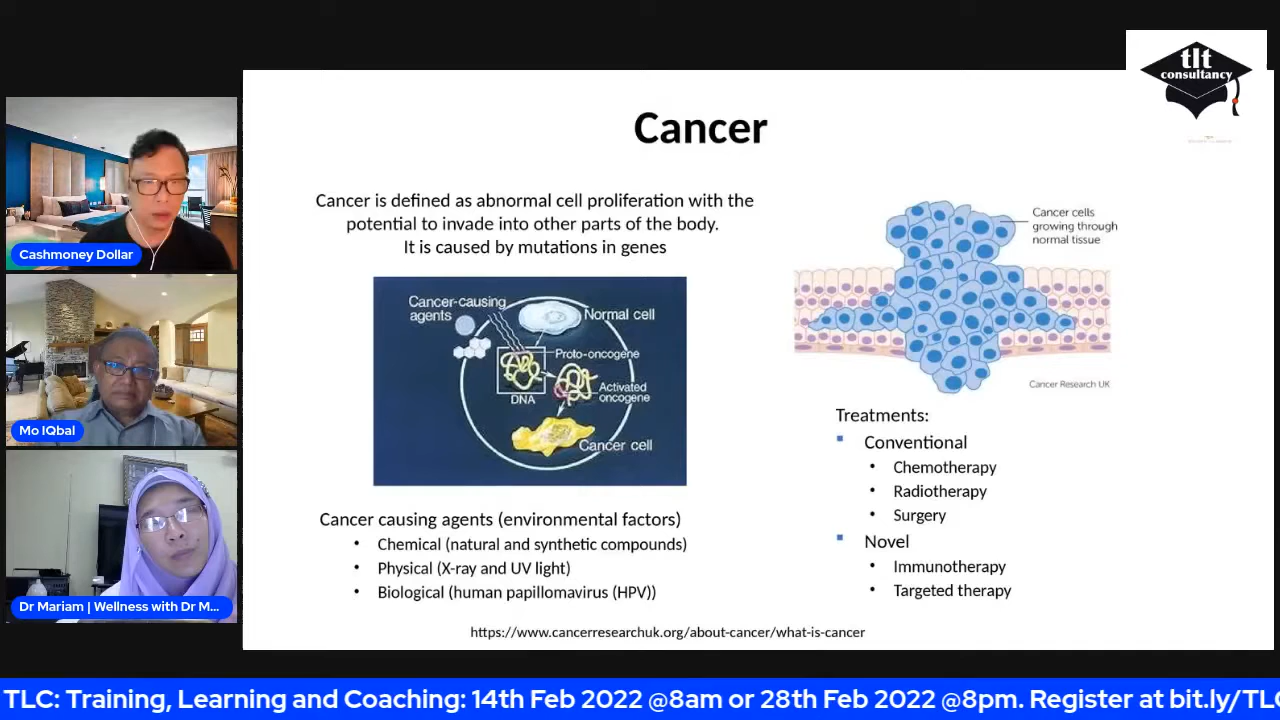 tlt
consultancy
Cancer
Cancer is defined as abnormal cell proliferation with the
potential to invade into other parts of the body.
It is caused by mutations in genes
Cancer-causing
agents
Normal cell
Proto-oncogene
DNA
Activated
oncogene
Cancer cell
Cancer causing agents (environmental factors)
• Chemical (natural and synthetic compounds)
• Physical (X-ray and UV light)
• Biological (human papillomavirus (HPV))
Cancer cells
growing through
normal tissue
Cancer Research UK
Treatments:
▪ Conventional
• Chemotherapy
• Radiotherapy
• Surgery
▪ Novel
• Immunotherapy
• Targeted therapy
https://www.cancerresearchuk.org/about-cancer/what-is-cancer
Cashmoney Dollar
Mo IQbal
Dr Mariam | Wellness with Dr M...
TLC: Training, Learning and Coaching: 14th Feb 2022 @8am or 28th Feb 2022 @8pm. Register at bit.ly/TLC